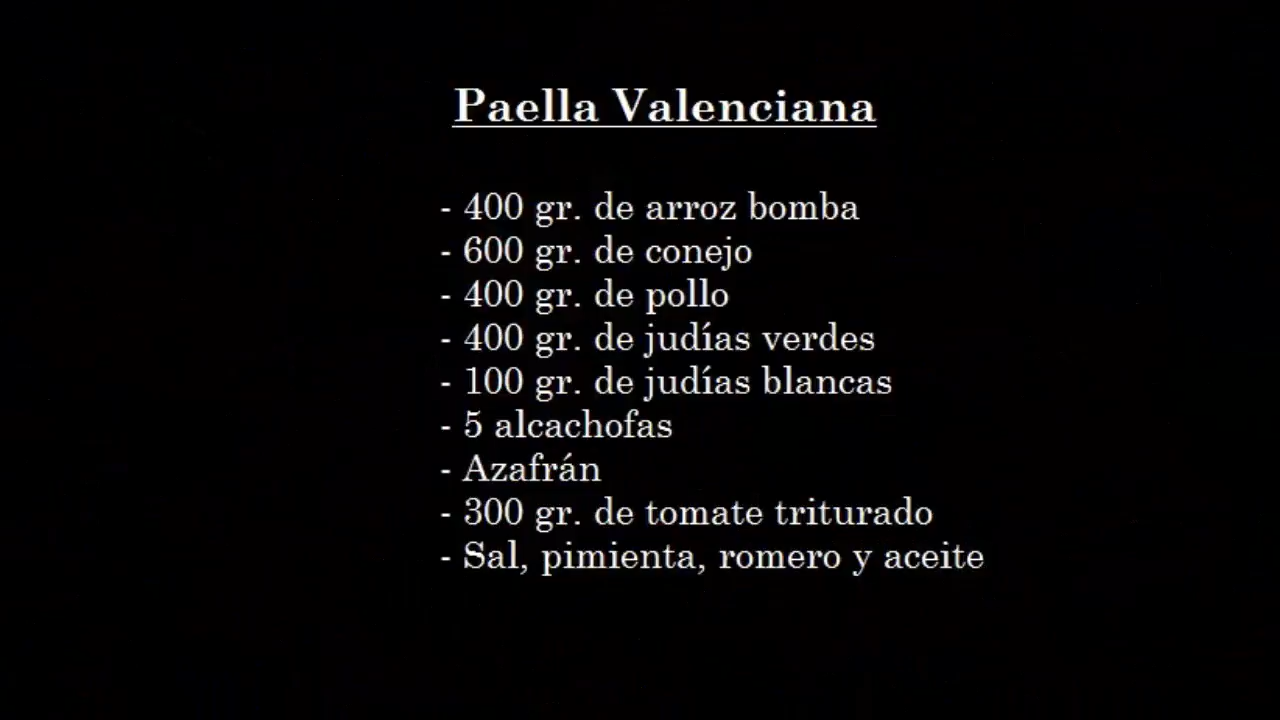 Paella Valenciana
- 400 gr. de arroz bomba
- 600 gr. de conejo
- 400 gr. de pollo
- 400 gr. de judías verdes
- 100 gr. de judías blancas
- 5 alcachofas
- Azafrán
- 300 gr. de tomate triturado
- Sal, pimienta, romero y aceite